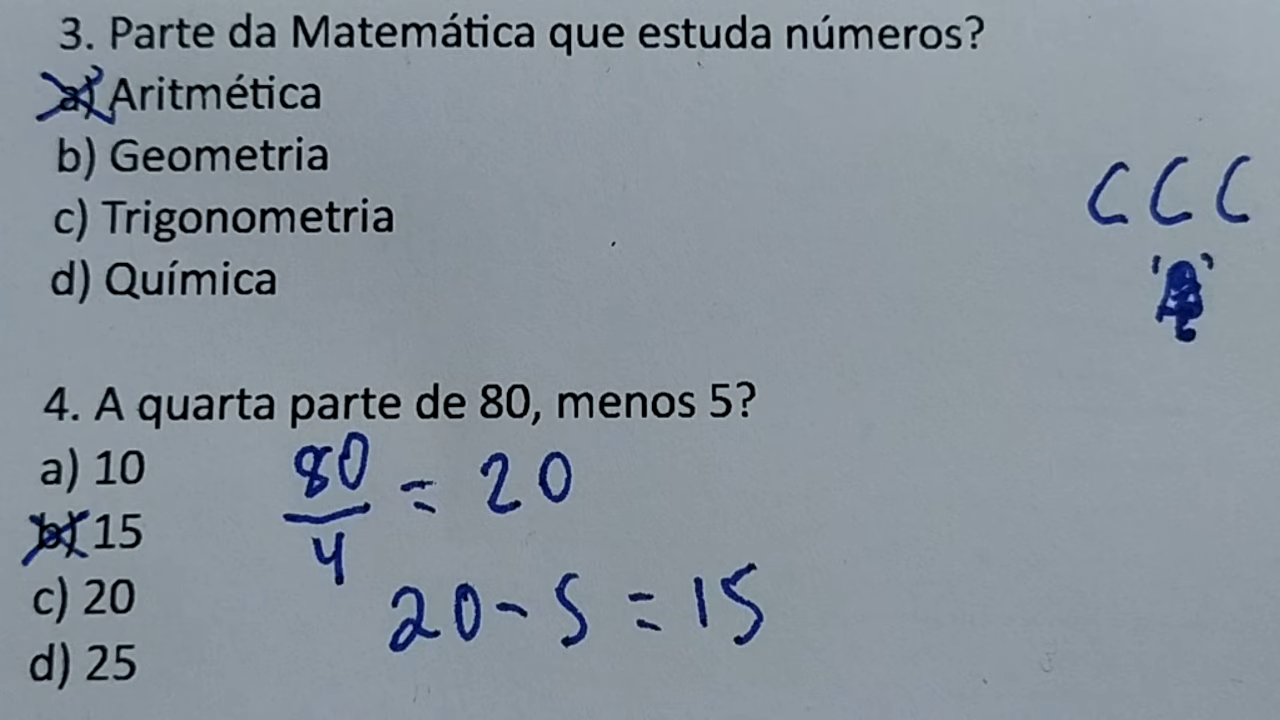 3. Parte da Matemática que estuda números?
a) Aritmética
b) Geometria
c) Trigonometria
d) Química
C C C
4. A quarta parte de 80, menos 5?
a) 10
b) 15
c) 20
d) 25
80/4 = 20
20 - 5 = 15